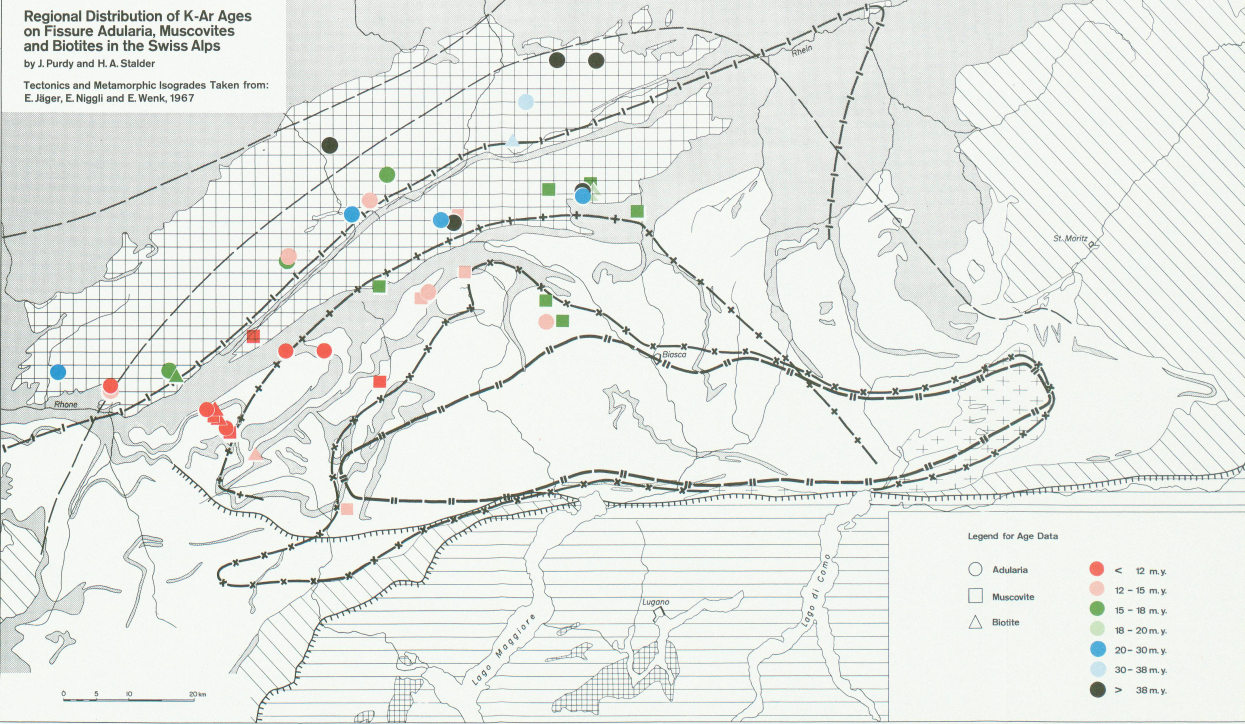 Regional Distribution of K-Ar Ages
on Fissure Adularia, Muscovites
and Biotites in the Swiss Alps
by J. Purdy and H. A. Stalder
Tectonics and Metamorphic Isogrades Taken from:
E. Jäger, E. Niggli and E. Wenk, 1967
Rhein
St. Moritz
Biasca
Rhone
Lugano
Lago Maggiore
Lago di Como
0 5 10 20 km
Legend for Age Data
Adularia
Muscovite
Biotite
< 12 m.y.
12 – 15 m.y.
15 – 18 m.y.
18 – 20 m.y.
20 – 30 m.y.
30 – 38 m.y.
> 38 m.y.